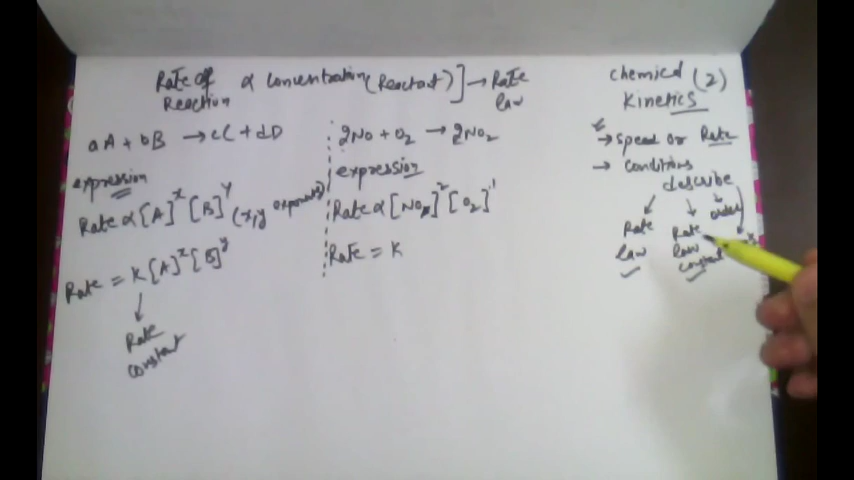 Rate of Reaction ∝ Concentration (Reactant)] → Rate law
aA + bB → cC + dD
expression
Rate ∝ [A]^x [B]^y (x,y exponents)
Rate = K[A]^x [B]^y
↓
Rate constant
2NO + O₂ → 2NO₂
expression
Rate ∝ [NO]² [O₂]¹
Rate = K
Chemical (2)
Kinetics
→ Speed or Rate
→ Conditions
describe
Rate law
Rate law constant
order